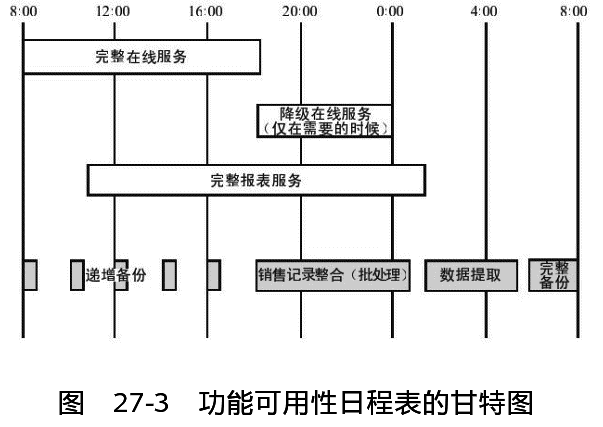 8:00 12:00 16:00 20:00 0:00 4:00 8:00
完整在线服务
降级在线服务
（仅在需要的时候）
完整报表服务
递增备份 销售记录整合（批处理） 数据提取 完整
备份
图 27-3 功能可用性日程表的甘特图